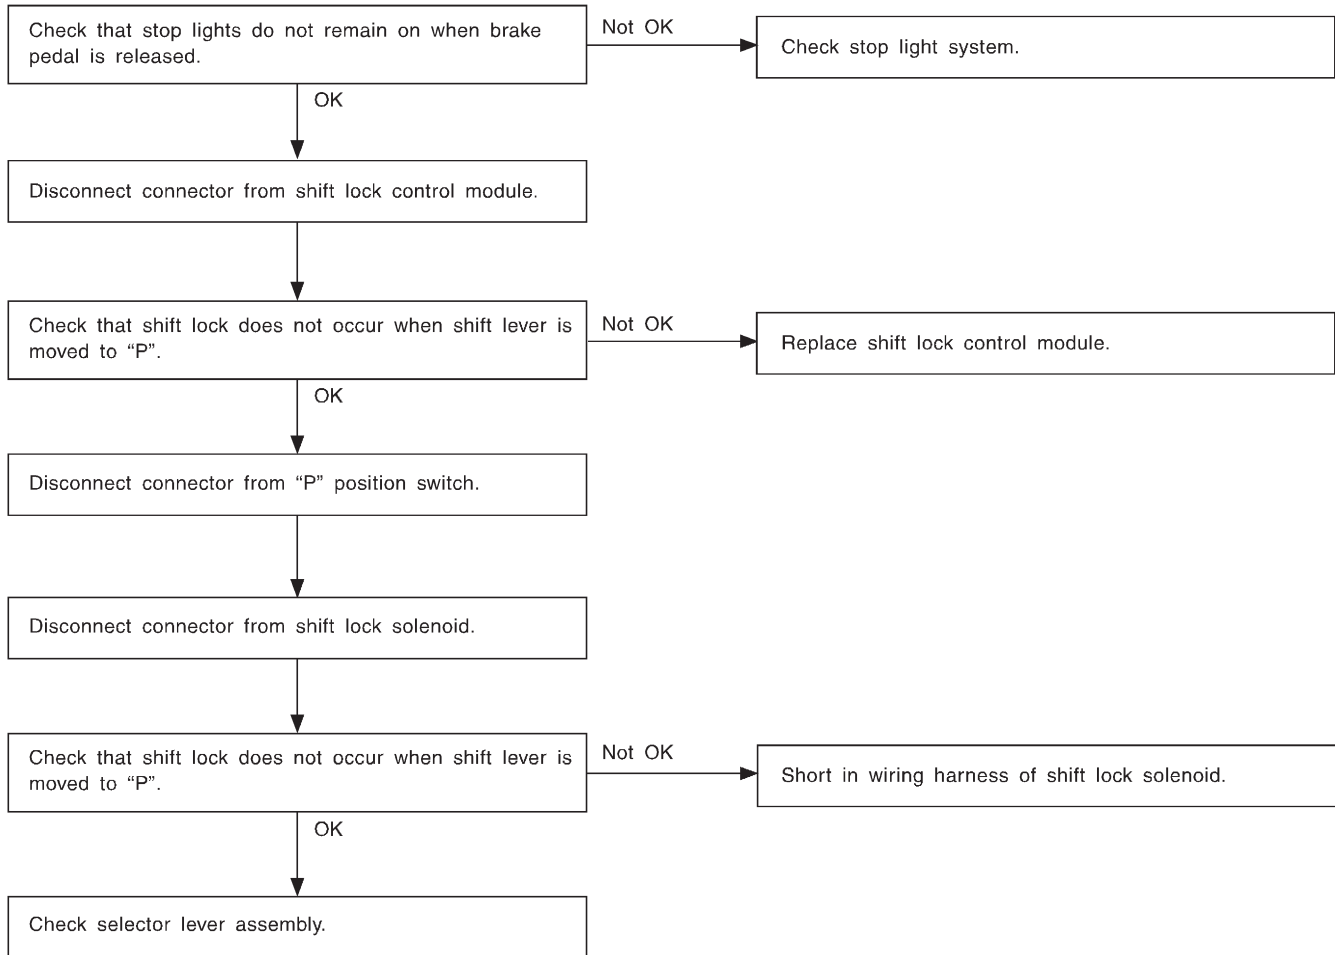 Check that stop lights do not remain on when brake
pedal is released.
Not OK
Check stop light system.
OK
Disconnect connector from shift lock control module.
Check that shift lock does not occur when shift lever is
moved to “P”.
Not OK
Replace shift lock control module.
OK
Disconnect connector from “P” position switch.
Disconnect connector from shift lock solenoid.
Check that shift lock does not occur when shift lever is
moved to “P”.
Not OK
Short in wiring harness of shift lock solenoid.
OK
Check selector lever assembly.